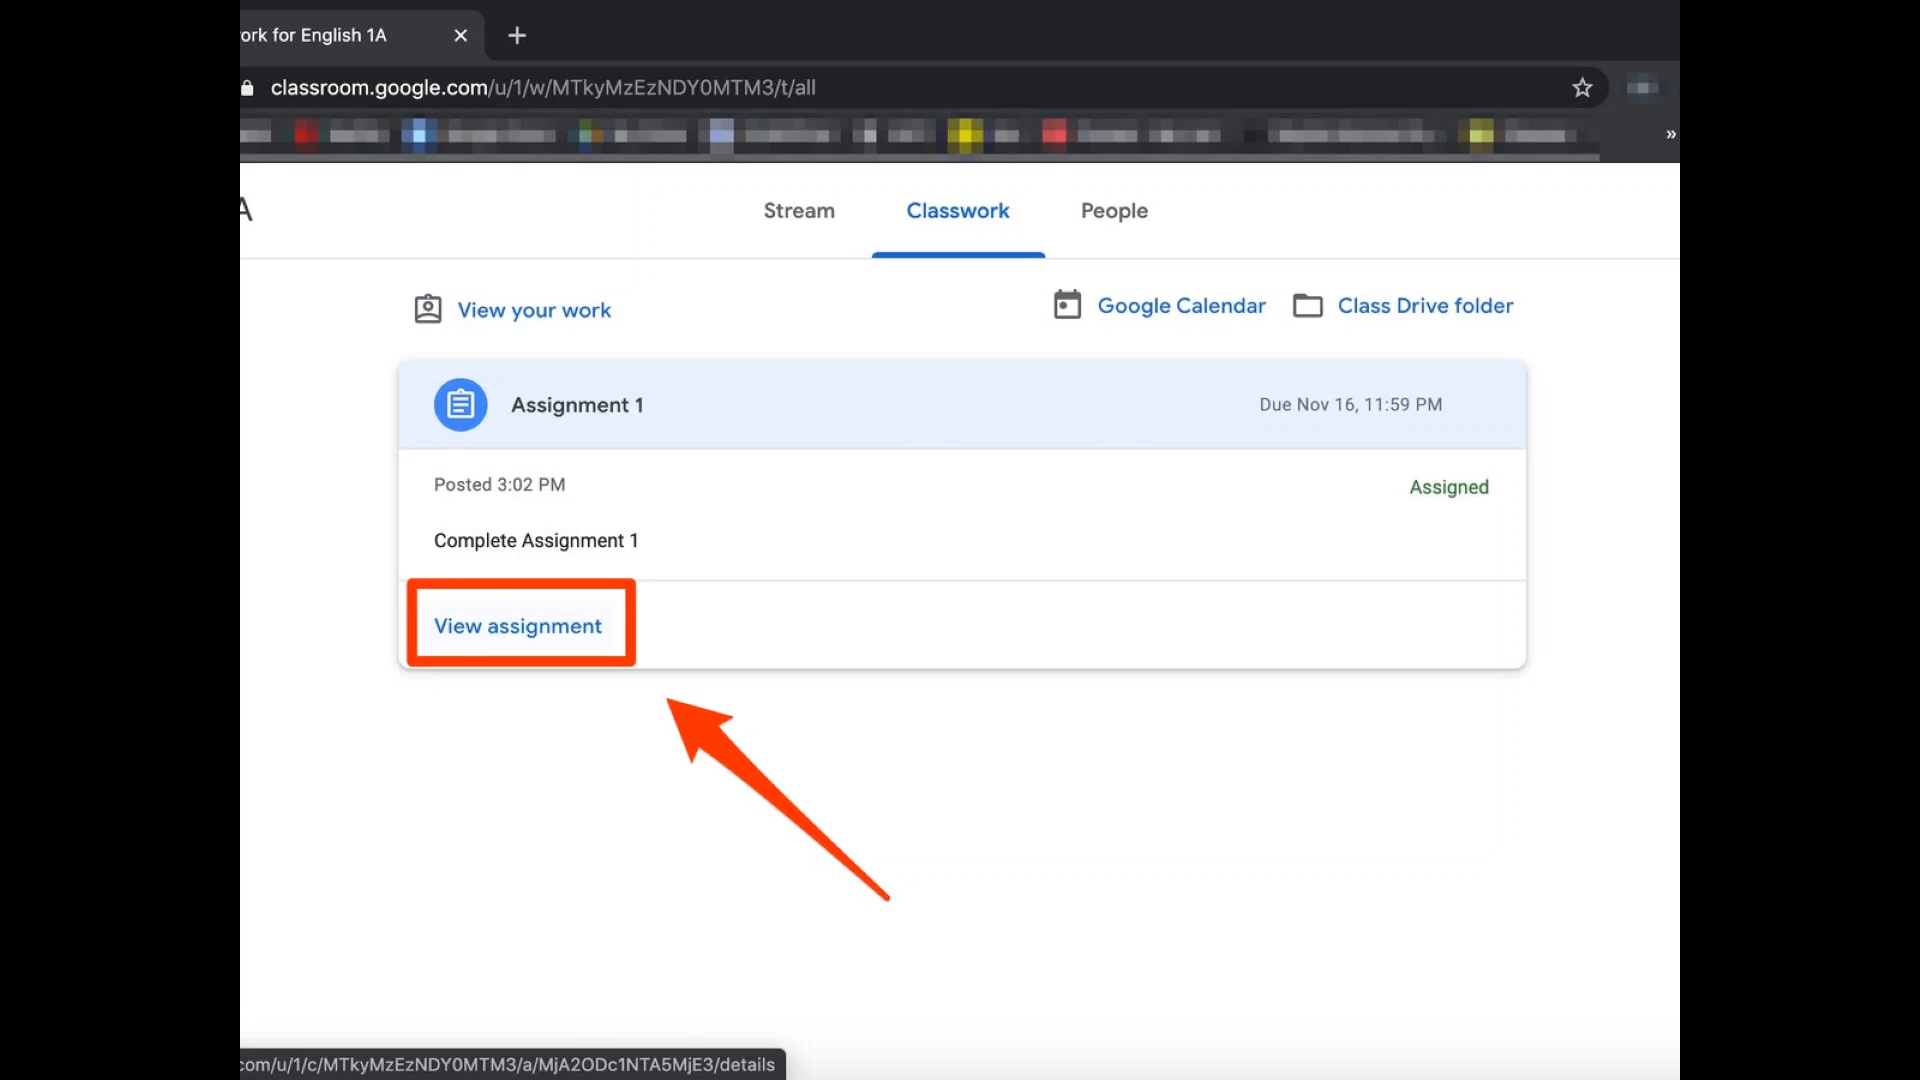 ork for English 1A
classroom.google.com/u/1/w/MTkyMzEzNDY0MTM3/t/all
»
A
Stream Classwork People
View your work Google Calendar Class Drive folder
Assignment 1 Due Nov 16, 11:59 PM
Posted 3:02 PM Assigned
Complete Assignment 1
View assignment
com/u/1/c/MTkyMzEzNDY0MTM3/a/MjA2ODc1NTA5MjE3/details